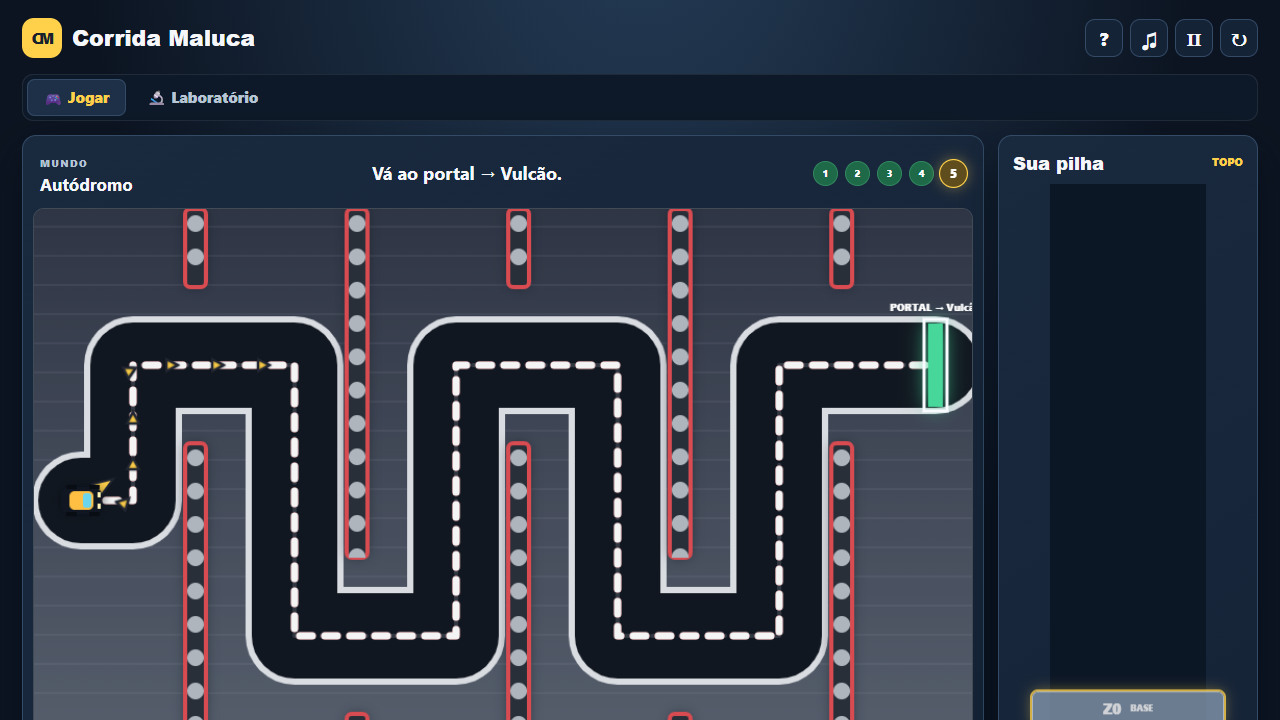 CM
Corrida Maluca
?
Jogar
Laboratório
MUNDO
Autódromo
Vá ao portal → Vulcão.
1 2 3 4 5
Sua pilha
TOPO
PORTAL → Vulcã
Z0 BASE